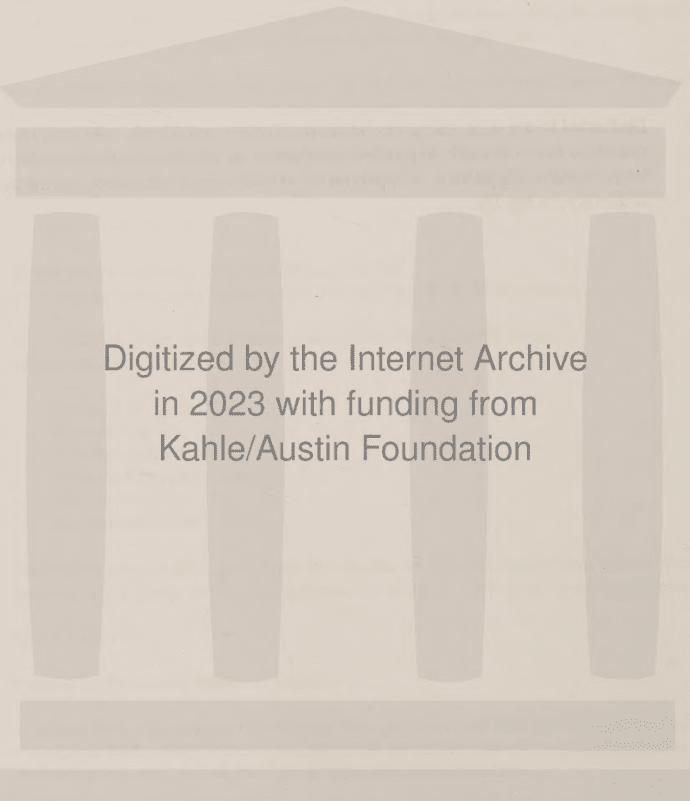 Digitized by the Internet Archive
in 2023 with funding from
Kahle/Austin Foundation